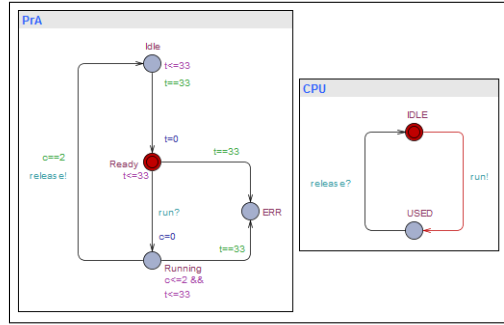 PrA
Idle
t<=33
t==33
t=0
t==33
c==2
release!
Ready
t<=33
run?
c=0
ERR
t==33
Running
c<=2 &&
t<=33
CPU
IDLE
release?
run!
USED